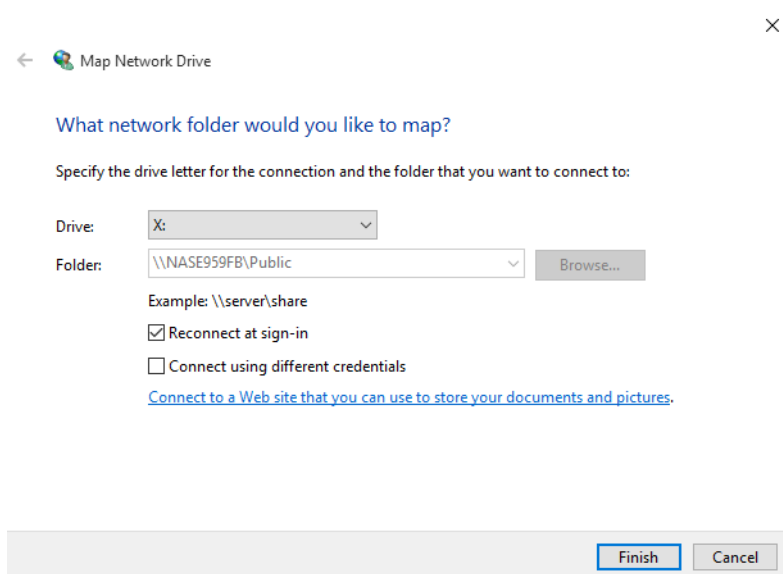 Map Network Drive
What network folder would you like to map?
Specify the drive letter for the connection and the folder that you want to connect to:
Drive: X:
Folder: \\NASE959FB\Public Browse...
Example: \\server\share
Reconnect at sign-in
Connect using different credentials
Connect to a Web site that you can use to store your documents and pictures.
Finish Cancel